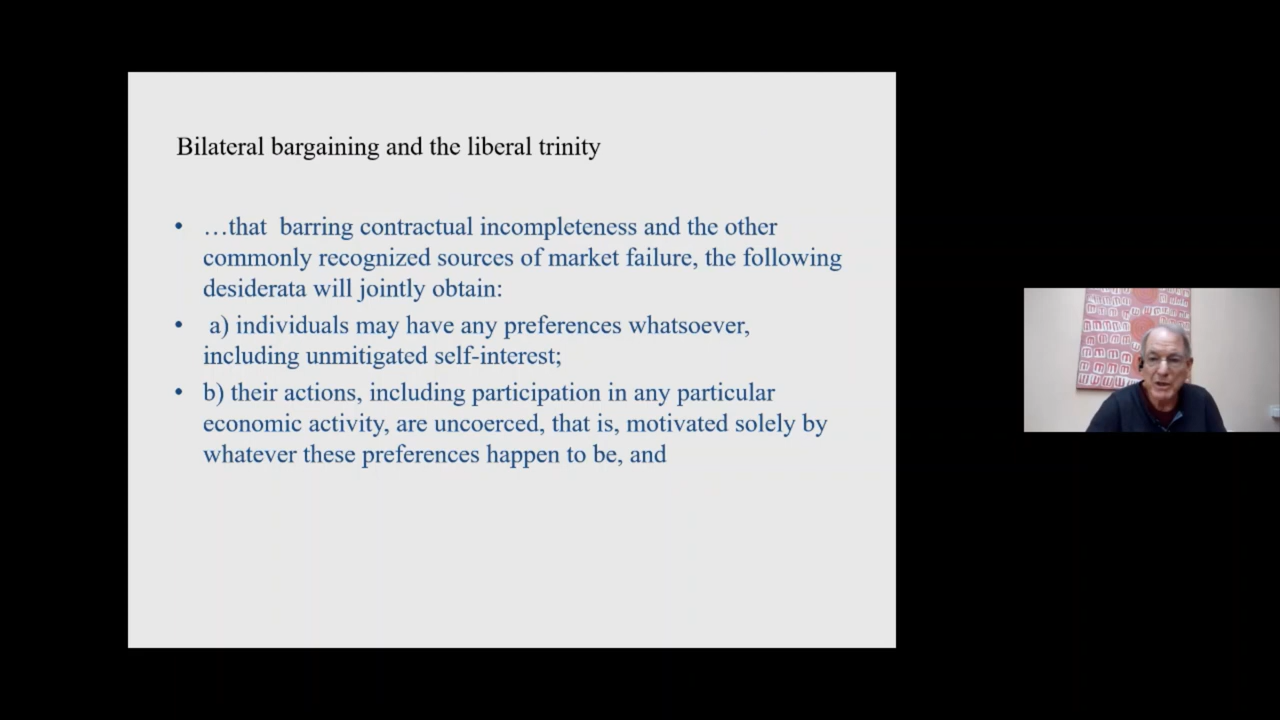 Bilateral bargaining and the liberal trinity
• …that  barring contractual incompleteness and the other
commonly recognized sources of market failure, the following
desiderata will jointly obtain:
•  a) individuals may have any preferences whatsoever,
including unmitigated self-interest;
• b) their actions, including participation in any particular
economic activity, are uncoerced, that is, motivated solely by
whatever these preferences happen to be, and